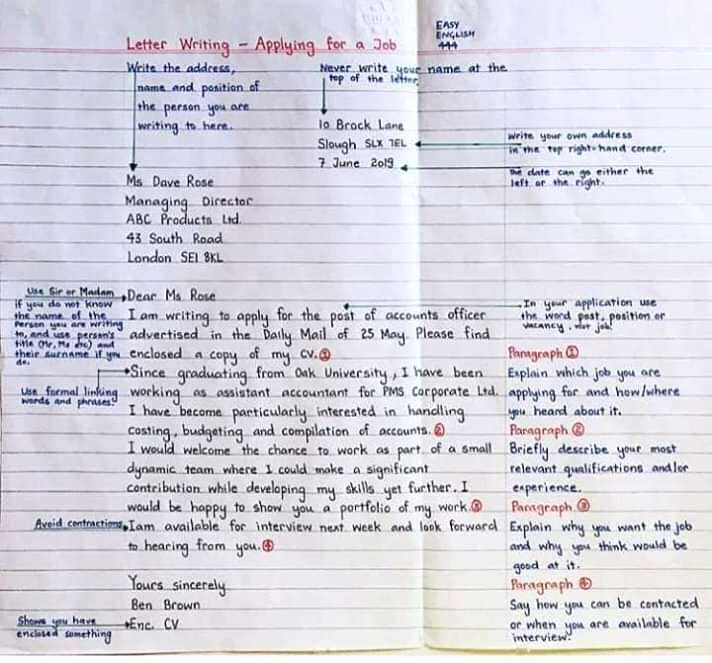 EASY
ENGLISH
444
Letter Writing - Applying for a Job
Write the address,
name and position of
the person you are
writing to here.
Never write your name at the
top of the letter.
10 Brock Lane
Slough SLX 7EL
7 June 2019
Write your own address
in the top right-hand corner.
The date can go either the
left or the right.
Ms Dave Rose
Managing Director
ABC Products Ltd.
43 South Road
London SE1 8KL
Use Sir or Madam
if you do not know
the name of the
Person you are writing
to, and use person's
title (Mr, Ms etc) and
their surname if you
do.
Dear Ms Rose
I am writing to apply for the post of accounts officer
advertised in the Daily Mail of 25 May. Please find
enclosed a copy of my CV. ①
In your application use
the word post, position or
vacancy, not job!
Paragraph ①
Explain which job you are
applying for and how/where
you heard about it.
Use formal linking
words and phrases!
Since graduating from Oak University, I have been
working as assistant accountant for PMS Corporate Ltd.
I have become particularly interested in handling
costing, budgeting and compilation of accounts. ②
Paragraph ②
Briefly describe your most
relevant qualifications and/or
experience.
I would welcome the chance to work as part of a small
dynamic team where I could make a significant
contribution while developing my skills yet further. I
would be happy to show you a portfolio of my work. ③
Paragraph ③
Explain why you want the job
and why you think would be
good at it.
Avoid contractions
I am available for interview next week and look forward
to hearing from you. ④
Paragraph ④
Say how you can be contacted
or when you are available for
interview.
Yours sincerely
Ben Brown
Enc. CV
Shows you have
enclosed something